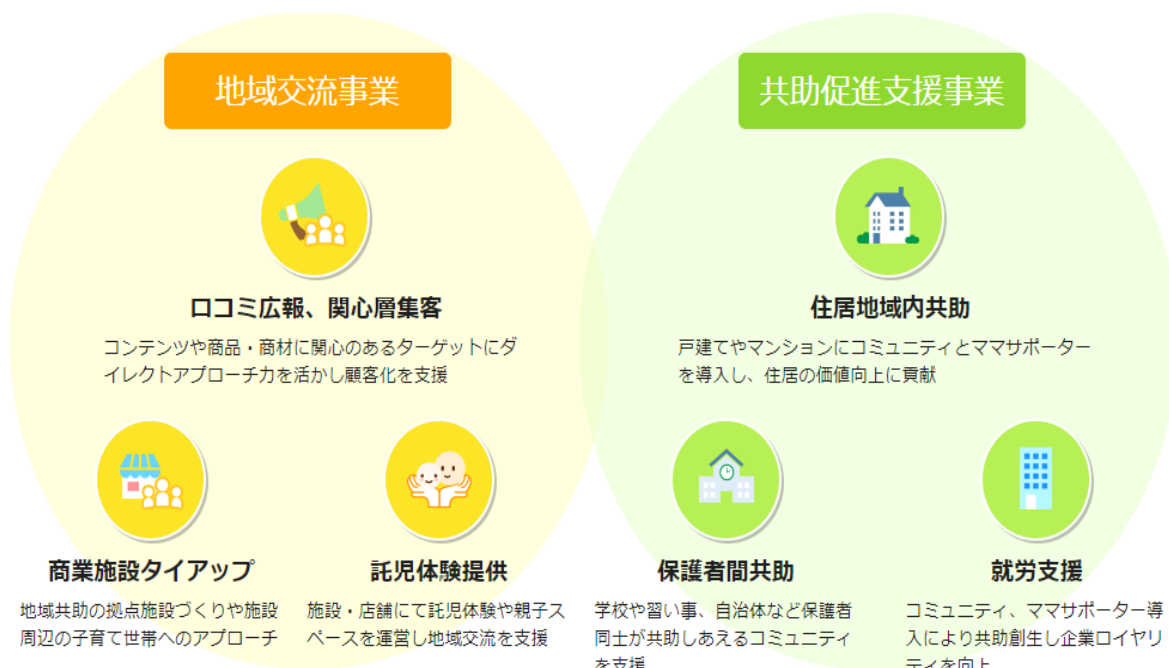 地域交流事業
口コミ広報、関心層集客
コンテンツや商品・商材に関心のあるターゲットにダ
イレクトアプローチ力を活かし顧客化を支援
商業施設タイアップ
地域共助の拠点施設づくりや施設
周辺の子育て世帯へのアプローチ
託児体験提供
施設・店舗にて託児体験や親子ス
ペースを運営し地域交流を支援
共助促進支援事業
住居地域内共助
戸建てやマンションにコミュニティとママサポーター
を導入し、住居の価値向上に貢献
保護者間共助
学校や習い事、自治体など保護者
同士が共助しあえるコミュニティ
を支援
就労支援
コミュニティ、ママサポーター導
入により共助創生し企業ロイヤリ
ティを向上